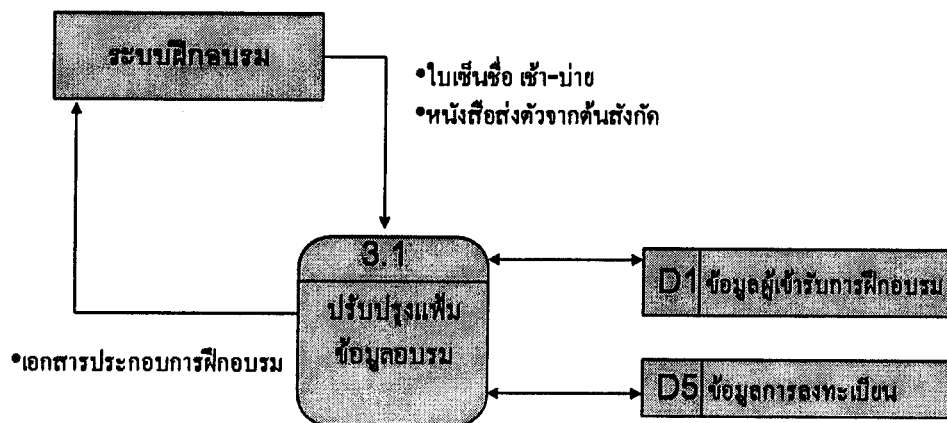 ระบบฝึกอบรม
•ใบเซ็นชื่อ เช้า-บ่าย
•หนังสือส่งตัวจากต้นสังกัด
3.1
ปรับปรุงแฟ้ม
ข้อมูลอบรม
D1 ข้อมูลผู้เข้ารับการฝึกอบรม
•เอกสารประกอบการฝึกอบรม
D5 ข้อมูลการลงทะเบียน